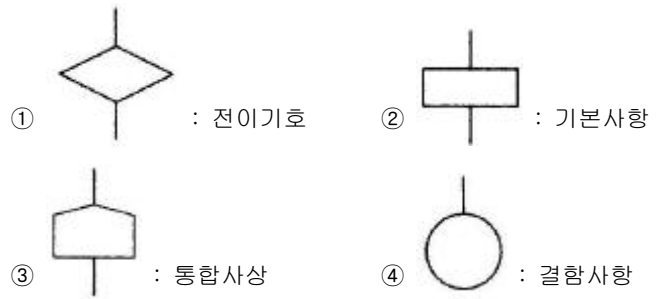 ① : 전이기호 ② : 기본사항
③ : 통합사상 ④ : 결함사항